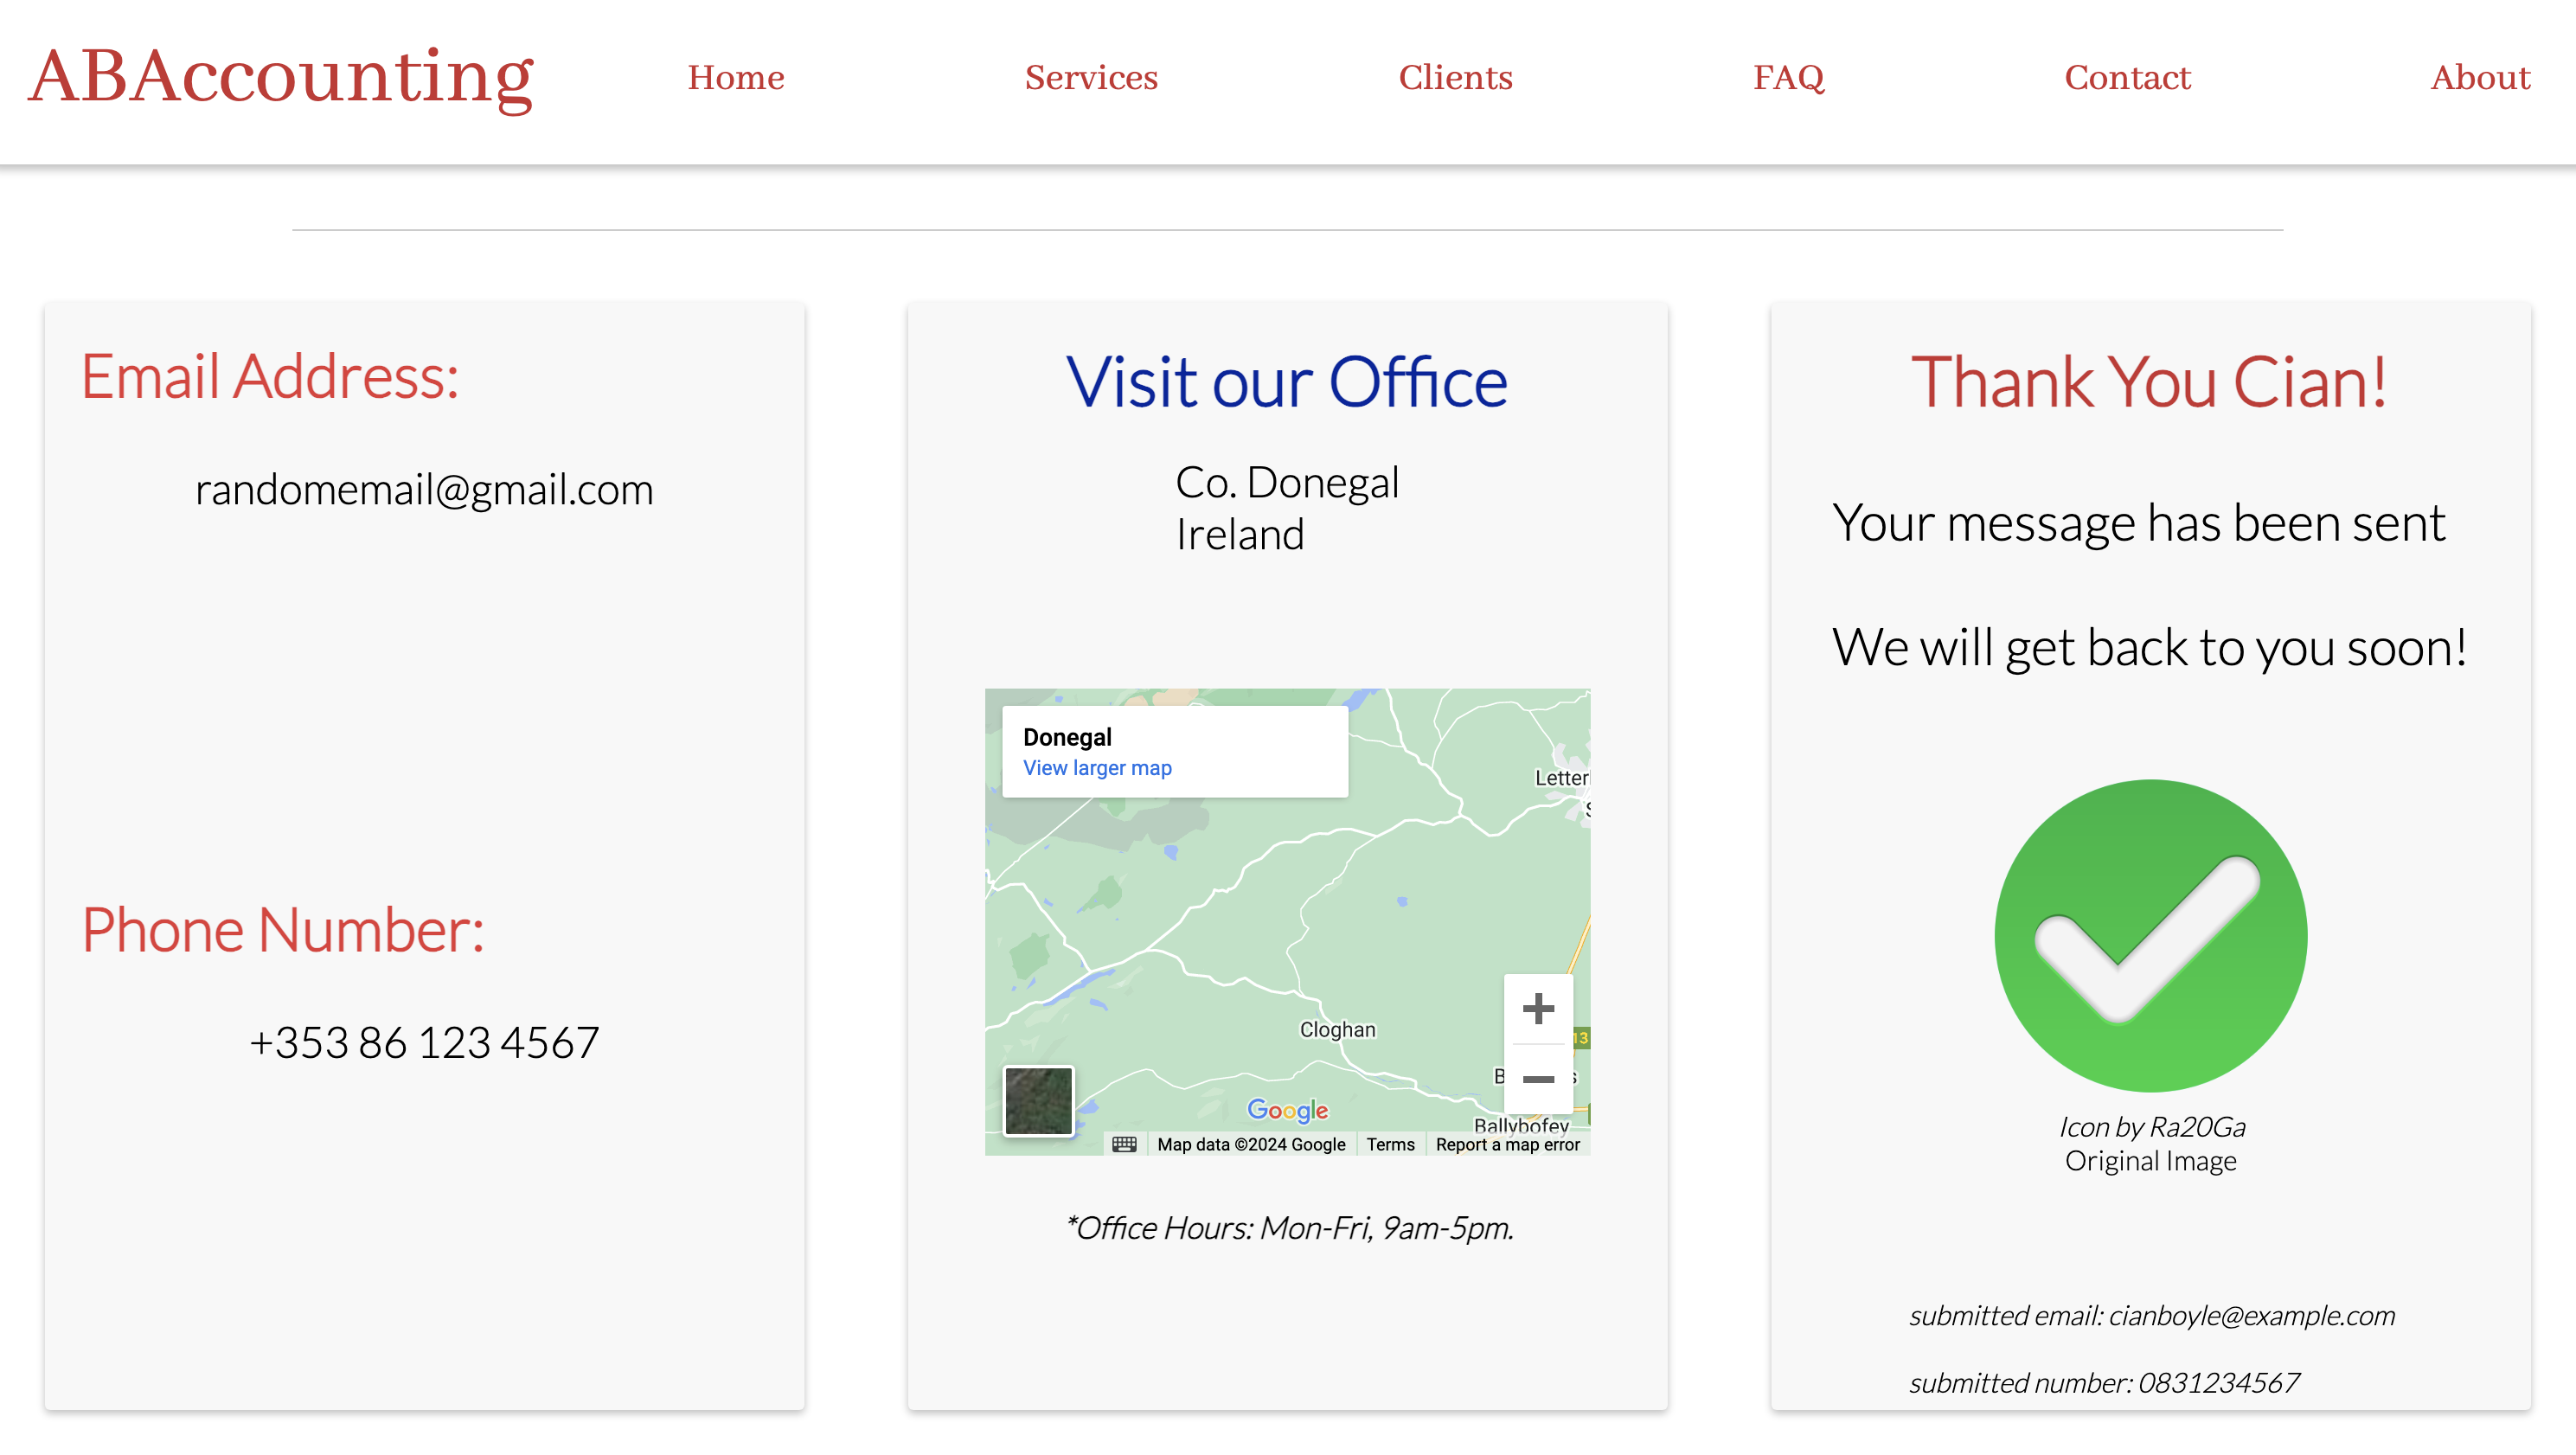 ABAccounting
Home
Services
Clients
FAQ
Contact
About
Email Address:
randomemail@gmail.com
Phone Number:
+353 86 123 4567
Visit our Office
Co. Donegal
Ireland
Donegal
View larger map
Cloghan
Ballybofey
Google
Map data ©2024 Google
Terms
Report a map error
*Office Hours: Mon-Fri, 9am-5pm.
Thank You Cian!
Your message has been sent
We will get back to you soon!
Icon by Ra20Ga
Original Image
submitted email: cianboyle@example.com
submitted number: 0831234567